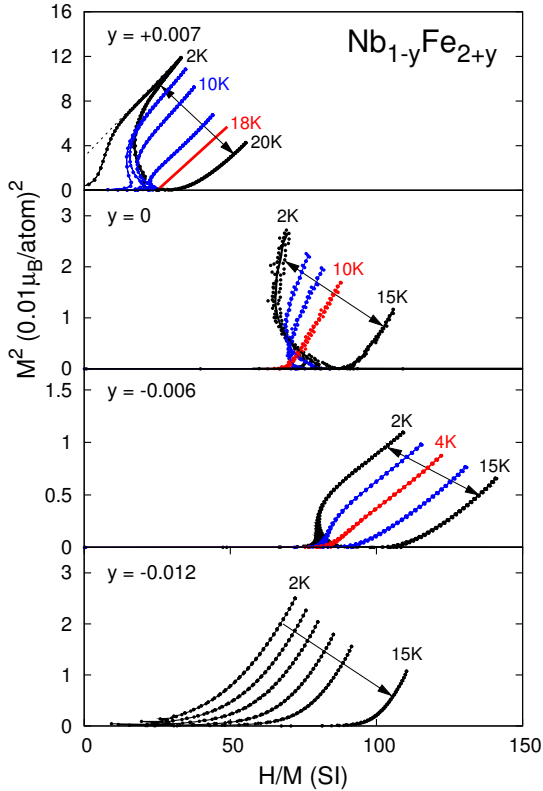 Nb1-yFe2+y
y = +0.007
16
12
8
4
0
2K
10K
18K
20K
y = 0
3
2
1
0
2K
10K
15K
y = -0.006
1.5
1
0.5
0
2K
4K
15K
y = -0.012
3
2
1
0
2K
15K
0 50 100 150
H/M (SI)
M² (0.01μB/atom)²